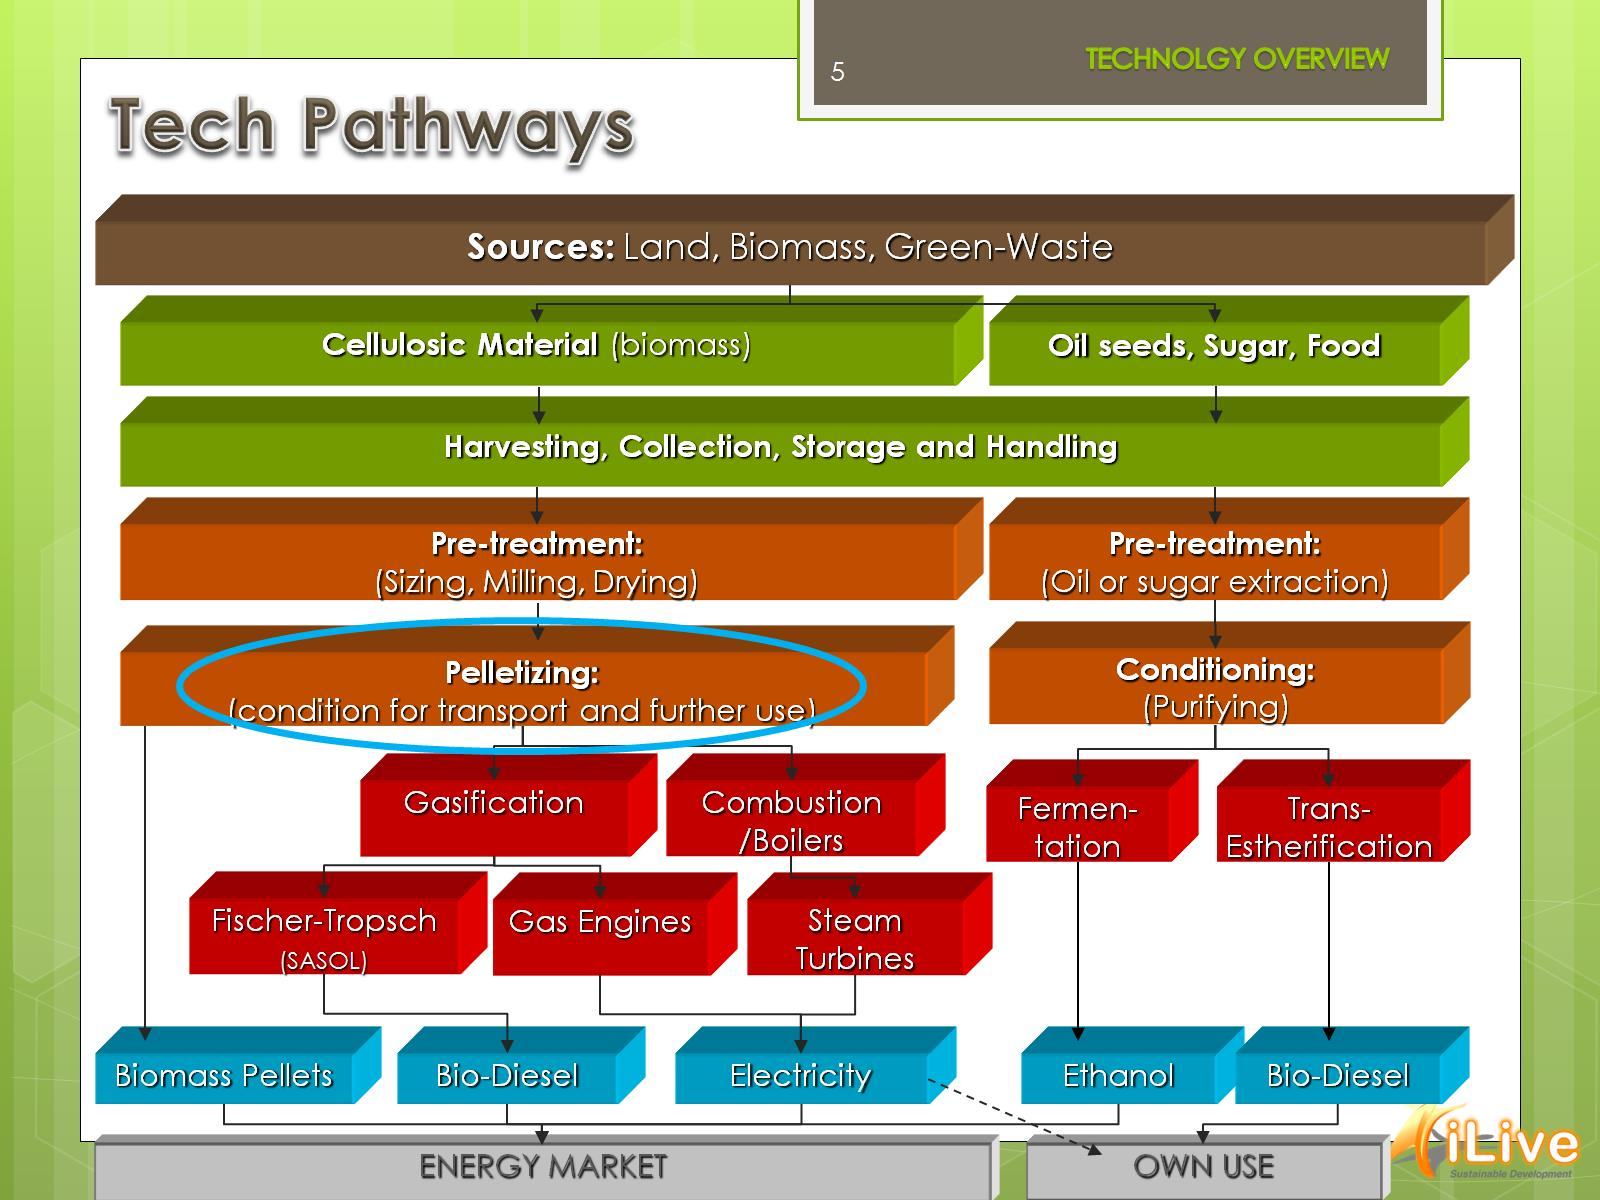 5
TECHNOLGY OVERVIEW
Tech Pathways
Sources: Land, Biomass, Green-Waste
Cellulosic Material (biomass)
Oil seeds, Sugar, Food
Harvesting, Collection, Storage and Handling
Pre-treatment:
(Sizing, Milling, Drying)
Pre-treatment:
(Oil or sugar extraction)
Pelletizing:
(condition for transport and further use)
Conditioning:
(Purifying)
Gasification
Combustion
/Boilers
Fermen-
tation
Trans-
Estherification
Fischer-Tropsch
(SASOL)
Gas Engines
Steam
Turbines
Biomass Pellets
Bio-Diesel
Electricity
Ethanol
Bio-Diesel
ENERGY MARKET
OWN USE
iLive
Sustainable Development